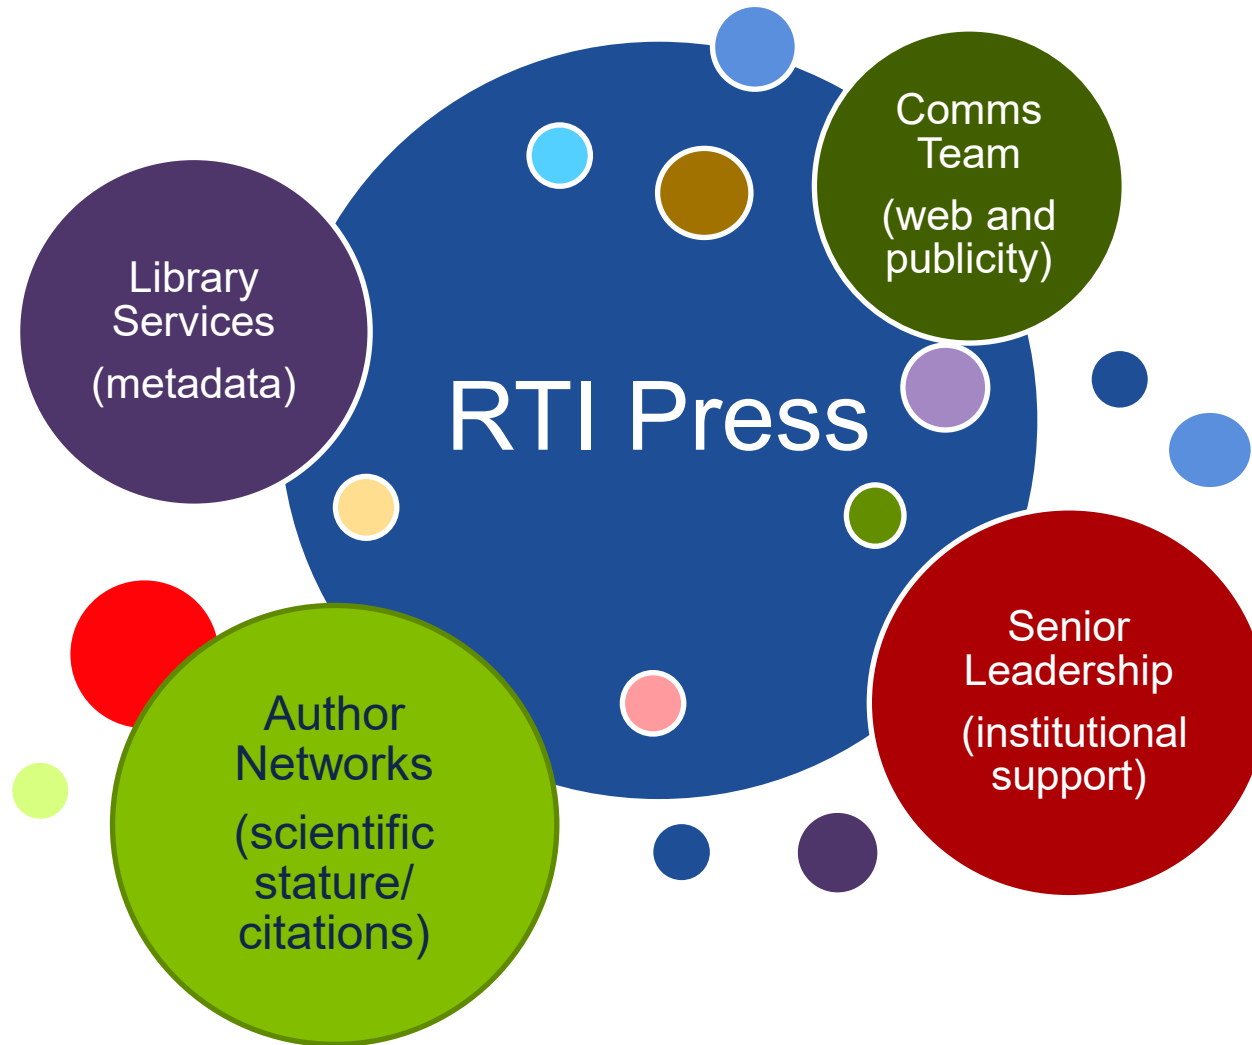 Comms
Team
(web and
publicity)
Library
Services
(metadata)
RTI Press
Senior
Leadership
(institutional
support)
Author
Networks
(scientific
stature/
citations)